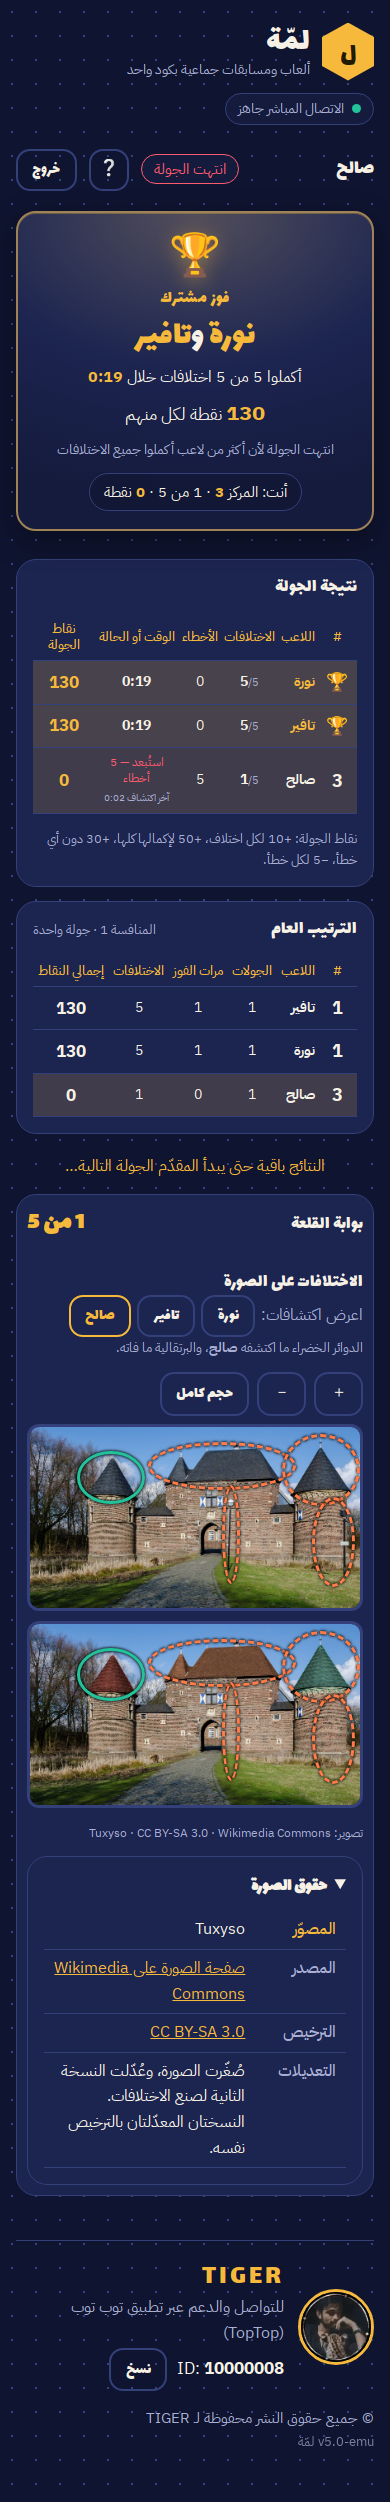 ل
لمّة
ألعاب ومسابقات جماعية بكود واحد
الاتصال المباشر جاهز
صالح
انتهت الجولة
?
خروج
فوز مشترك
نورة وتافير
أكملوا 5 من 5 اختلافات خلال 0:19
130 نقطة لكل منهم
انتهت الجولة لأن أكثر من لاعب أكملوا جميع الاختلافات
أنت: المركز 3 · 1 من 5 · 0 نقطة
نتيجة الجولة
# اللاعب الاختلافات الأخطاء الوقت أو الحالة نقاط الجولة
نورة 5/5 0 0:19 130
تافير 5/5 0 0:19 130
3 صالح 1/5 5 استُبعد — 5 أخطاء 0
آخر اكتشاف 0:02
نقاط الجولة: +10 لكل اختلاف، +50 لإكمالها كلها، +30 دون أي
خطأ، −5 لكل خطأ.
الترتيب العام
المنافسة 1 · جولة واحدة
# اللاعب الجولات مرات الفوز الاختلافات إجمالي النقاط
1 تافير 1 1 5 130
1 نورة 1 1 5 130
3 صالح 1 0 1 0
النتائج باقية حتى يبدأ المقدّم الجولة التالية...
بوابة القلعة
1 من 5
الاختلافات على الصورة
اعرض اكتشافات: نورة تافير صالح
الدوائر الخضراء ما اكتشفه صالح، والبرتقالية ما فاته.
+ − حجم كامل
تصوير: Tuxyso · CC BY-SA 3.0 · Wikimedia Commons
▼ حقوق الصورة
المصوّر Tuxyso
المصدر صفحة الصورة على Wikimedia
Commons
الترخيص CC BY-SA 3.0
التعديلات صُغّرت الصورة، وعُدّلت النسخة
الثانية لصنع الاختلافات.
النسختان المعدّلتان بالترخيص
نفسه.
TIGER
للتواصل والدعم عبر تطبيق توب توب
(TopTop)
ID: 10000008 نسخ
© جميع حقوق النشر محفوظة لـ TIGER
لمّة v5.0-emu